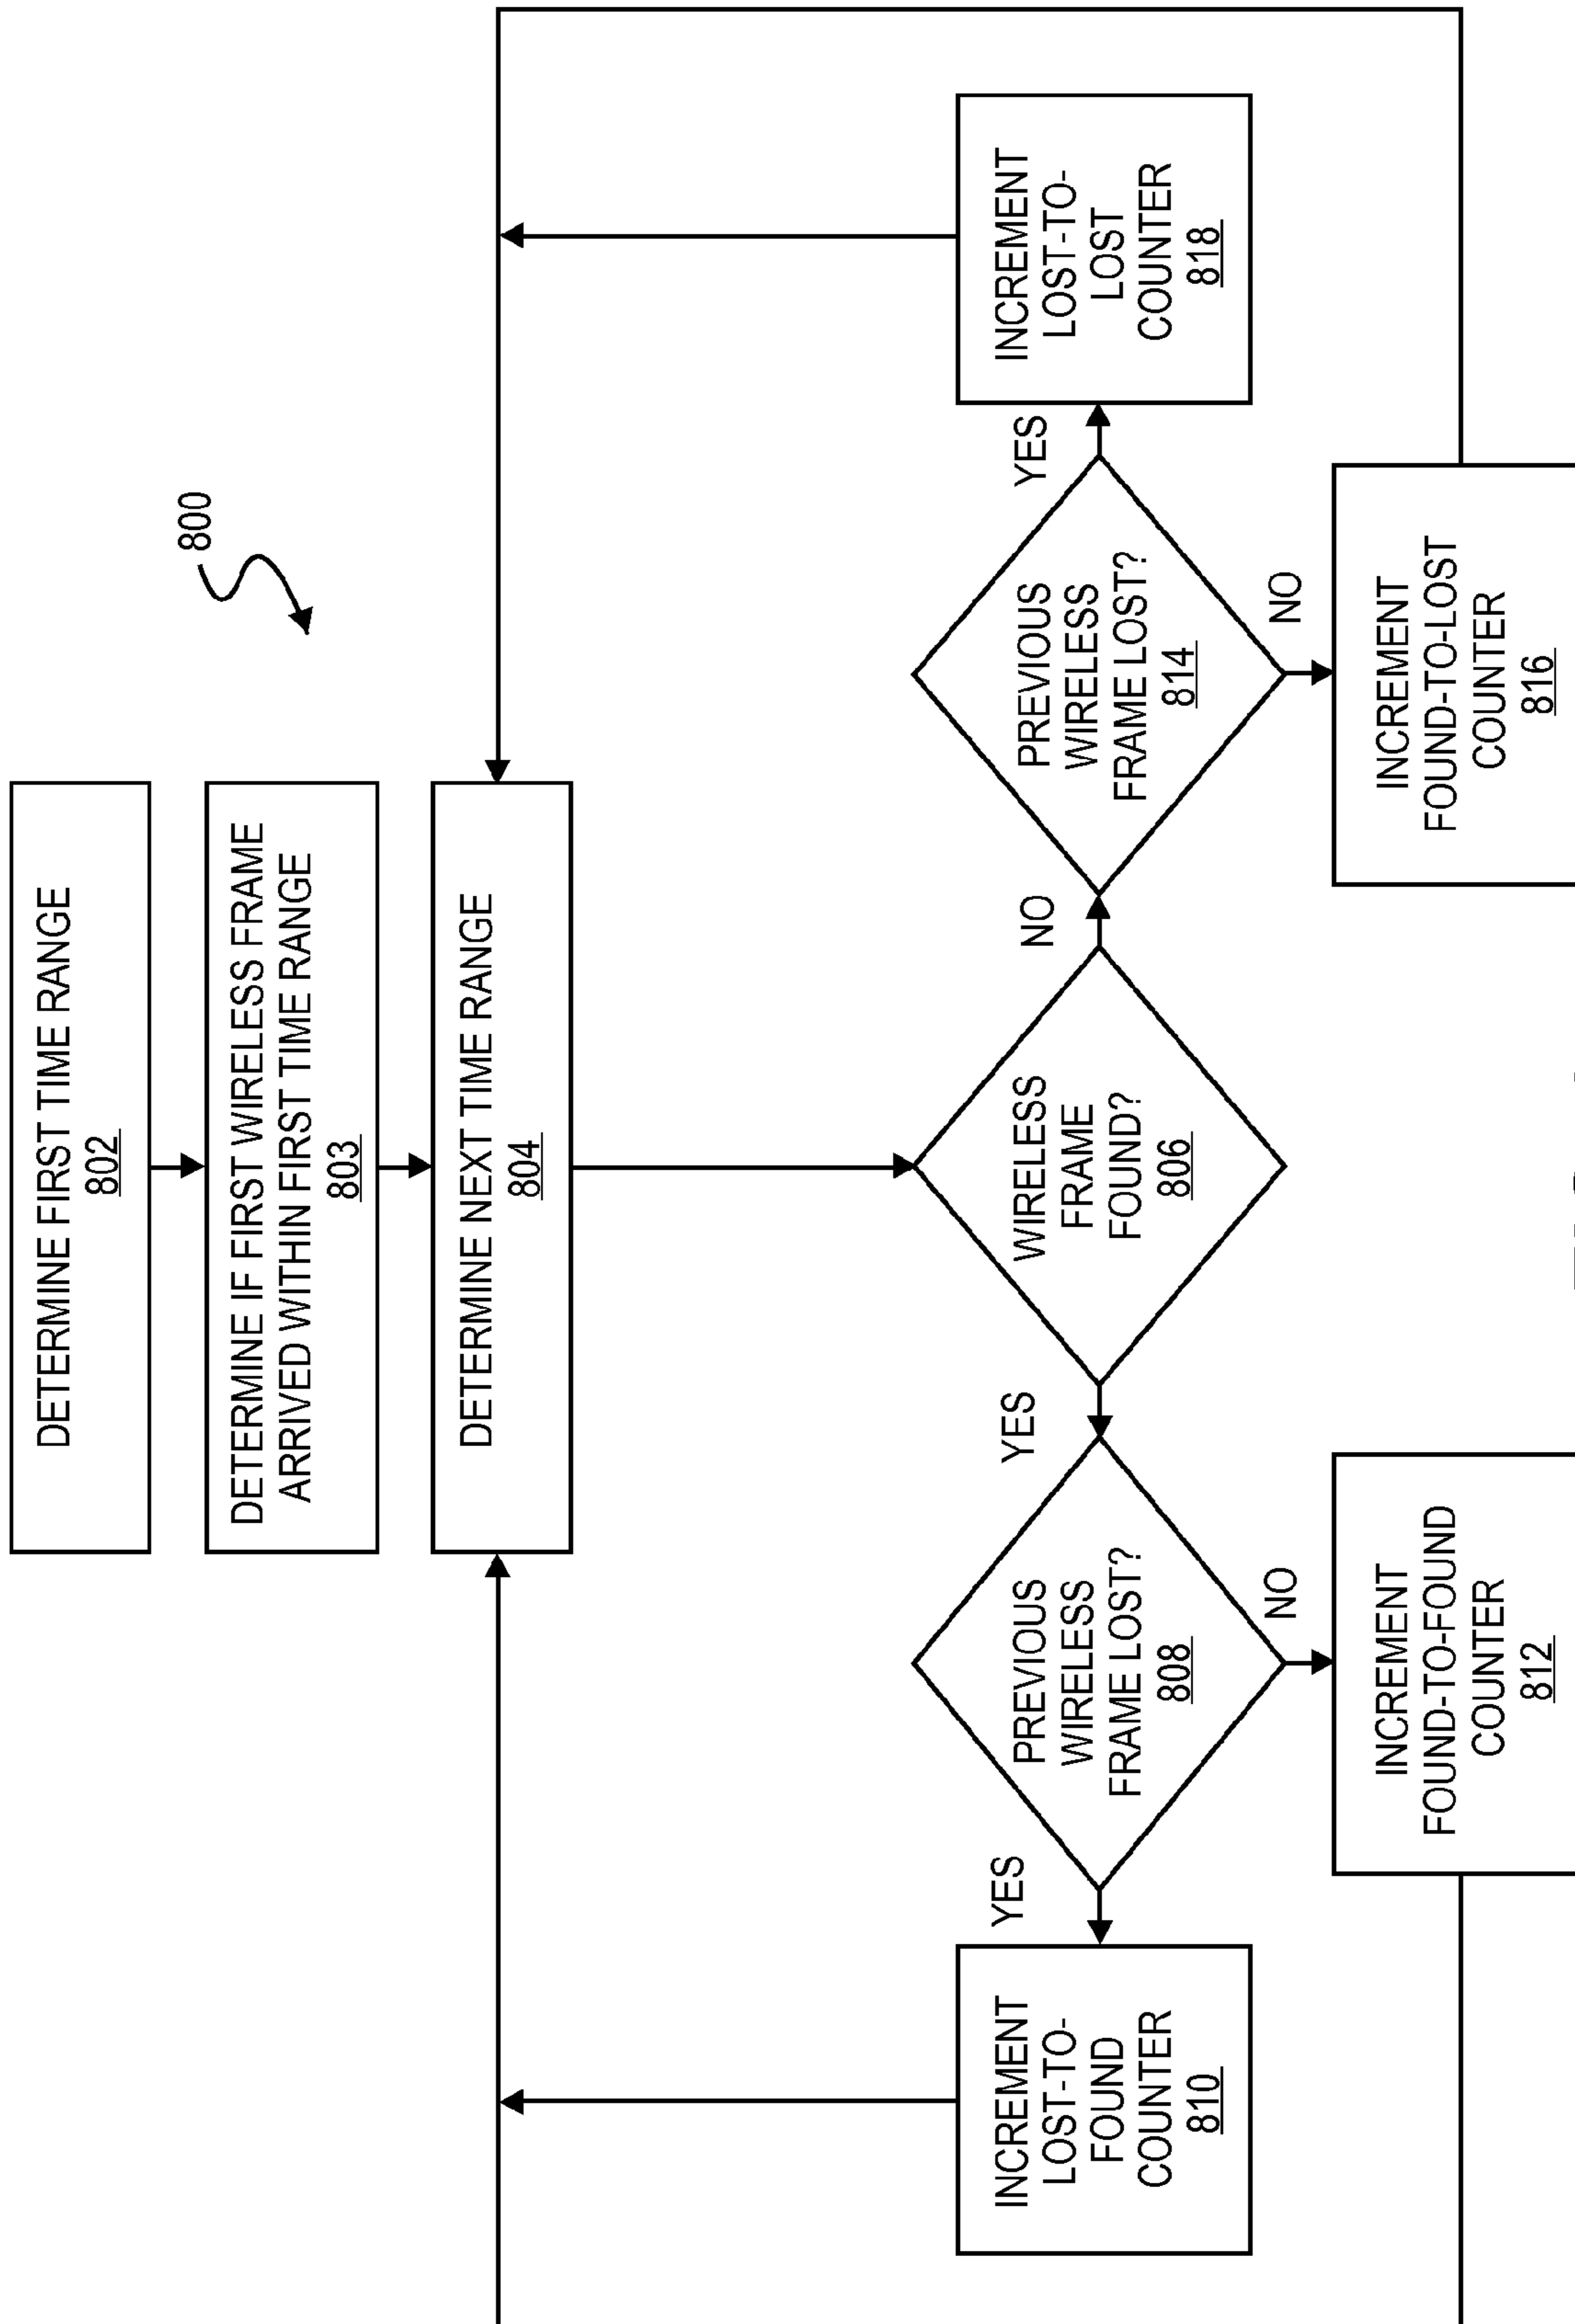 800
DETERMINE FIRST TIME RANGE
802
DETERMINE IF FIRST WIRELESS FRAME
ARRIVED WITHIN FIRST TIME RANGE
803
DETERMINE NEXT TIME RANGE
804
WIRELESS
FRAME
FOUND?
806
YES
NO
PREVIOUS
WIRELESS
FRAME LOST?
808
YES
NO
INCREMENT
LOST-TO-
FOUND
COUNTER
810
INCREMENT
FOUND-TO-FOUND
COUNTER
812
PREVIOUS
WIRELESS
FRAME LOST?
814
YES
NO
INCREMENT
FOUND-TO-LOST
COUNTER
816
INCREMENT
LOST-TO-
LOST
COUNTER
818